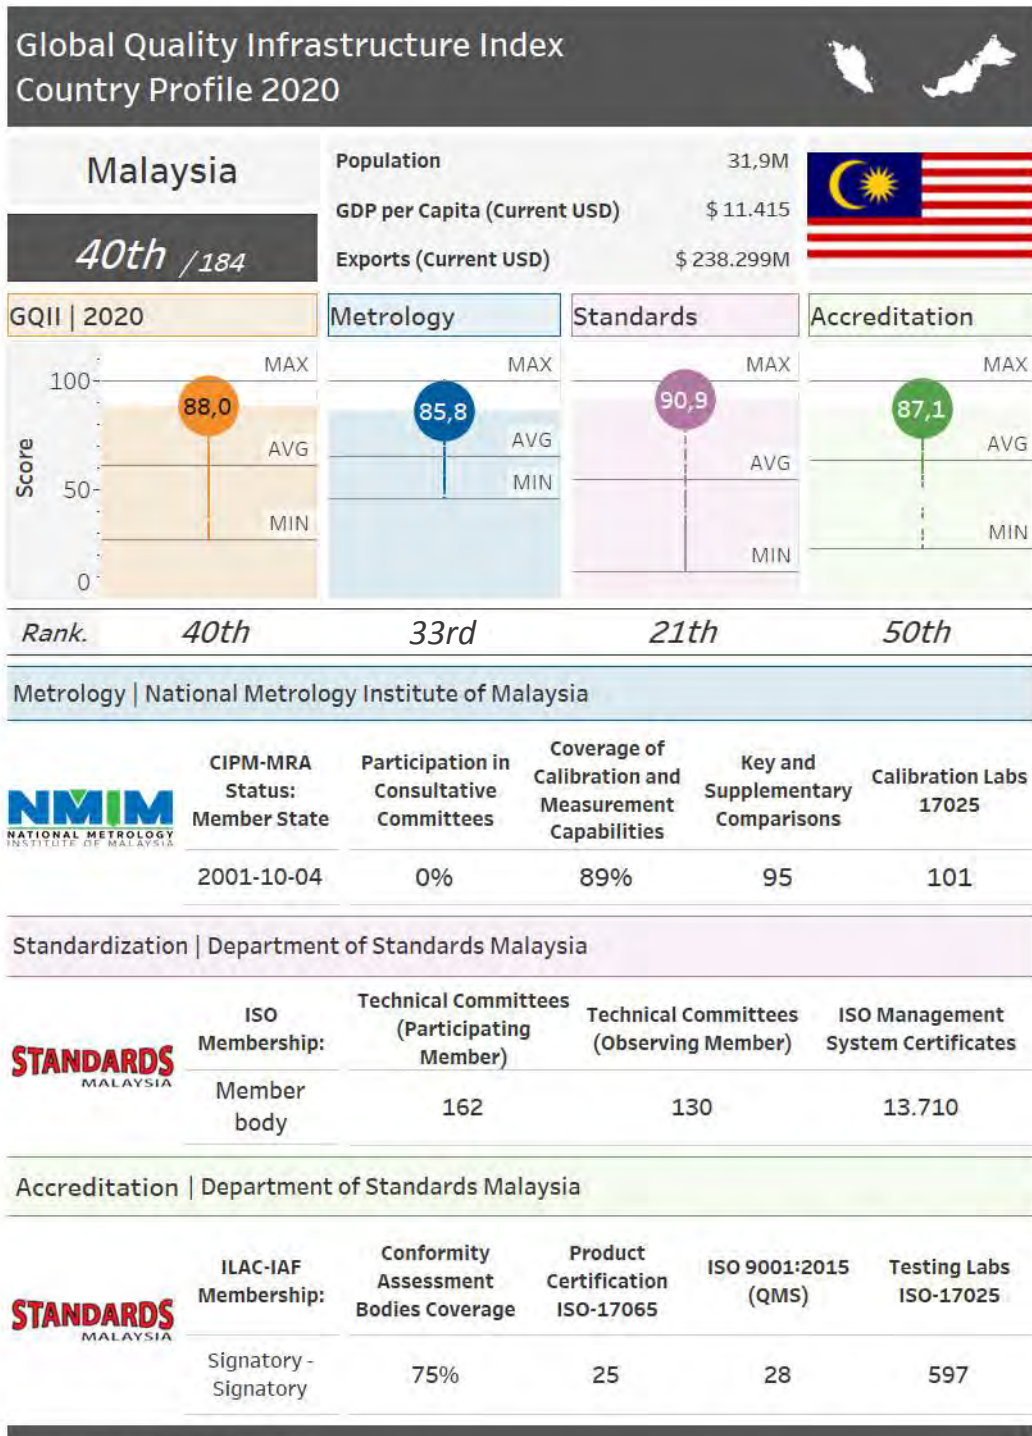 Global Quality Infrastructure Index
Country Profile 2020
Malaysia
40th /184
Population 31,9M
GDP per Capita (Current USD) $ 11.415
Exports (Current USD) $ 238.299M
GQII | 2020
Metrology
Standards
Accreditation
Score
100
50
0
MAX
88,0
AVG
MIN
MAX
85,8
AVG
MIN
MAX
90,9
AVG
MIN
MAX
87,1
AVG
MIN
Rank. 40th 33rd 21th 50th
Metrology | National Metrology Institute of Malaysia
NMIM
NATIONAL METROLOGY
INSTITUTE OF MALAYSIA
CIPM-MRA
Status:
Member State
2001-10-04
Participation in
Consultative
Committees
0%
Coverage of
Calibration and
Measurement
Capabilities
89%
Key and
Supplementary
Comparisons
95
Calibration Labs
17025
101
Standardization | Department of Standards Malaysia
STANDARDS
MALAYSIA
ISO
Membership:
Member
body
Technical Committees
(Participating
Member)
162
Technical Committees
(Observing Member)
130
ISO Management
System Certificates
13.710
Accreditation | Department of Standards Malaysia
STANDARDS
MALAYSIA
ILAC-IAF
Membership:
Signatory -
Signatory
Conformity
Assessment
Bodies Coverage
75%
Product
Certification
ISO-17065
25
ISO 9001:2015
(QMS)
28
Testing Labs
ISO-17025
597